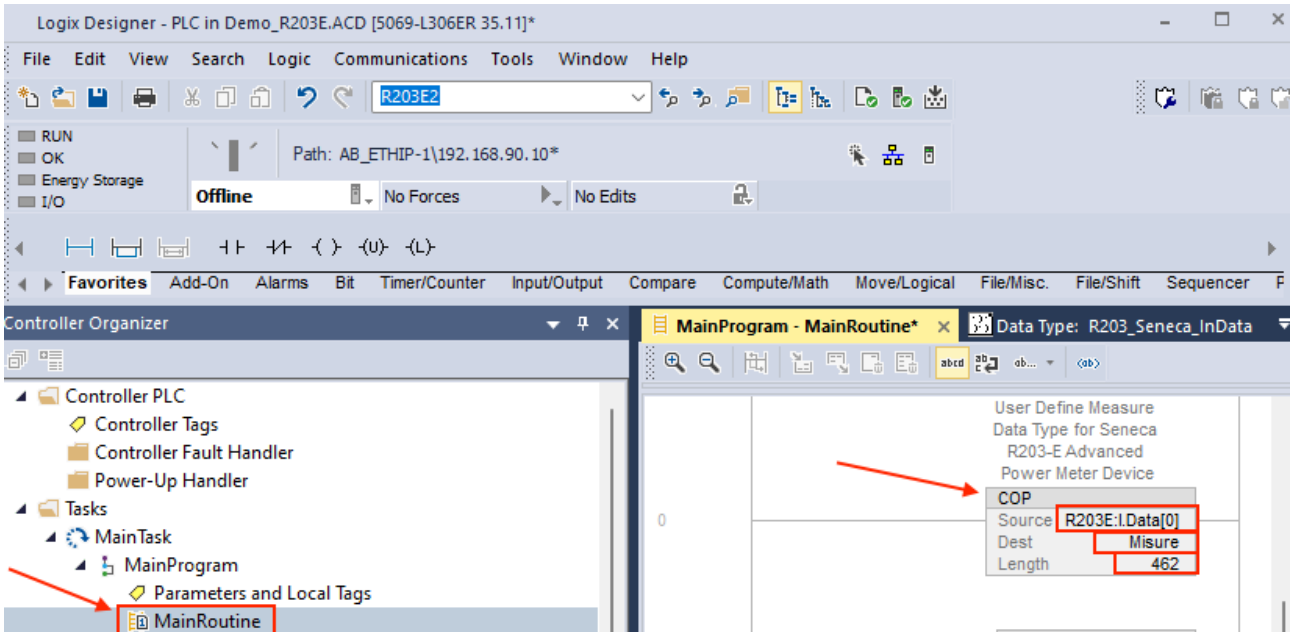 Logix Designer - PLC in Demo_R203E.ACD [5069-L306ER 35.11]*
File Edit View Search Logic Communications Tools Window Help
R203E2
RUN
OK
Energy Storage
I/O
Path: AB_ETHIP-1\192.168.90.10*
Offline No Forces No Edits
(U) (L)
Favorites Add-On Alarms Bit Timer/Counter Input/Output Compare Compute/Math Move/Logical File/Misc. File/Shift Sequencer
Controller Organizer
Controller PLC
Controller Tags
Controller Fault Handler
Power-Up Handler
Tasks
MainTask
MainProgram
Parameters and Local Tags
MainRoutine
MainProgram - MainRoutine* Data Type: R203_Seneca_InData
abcd ab ab... <ab>
User Define Measure
Data Type for Seneca
R203-E Advanced
Power Meter Device
COP
0
Source R203E:I.Data[0]
Dest Misure
Length 462